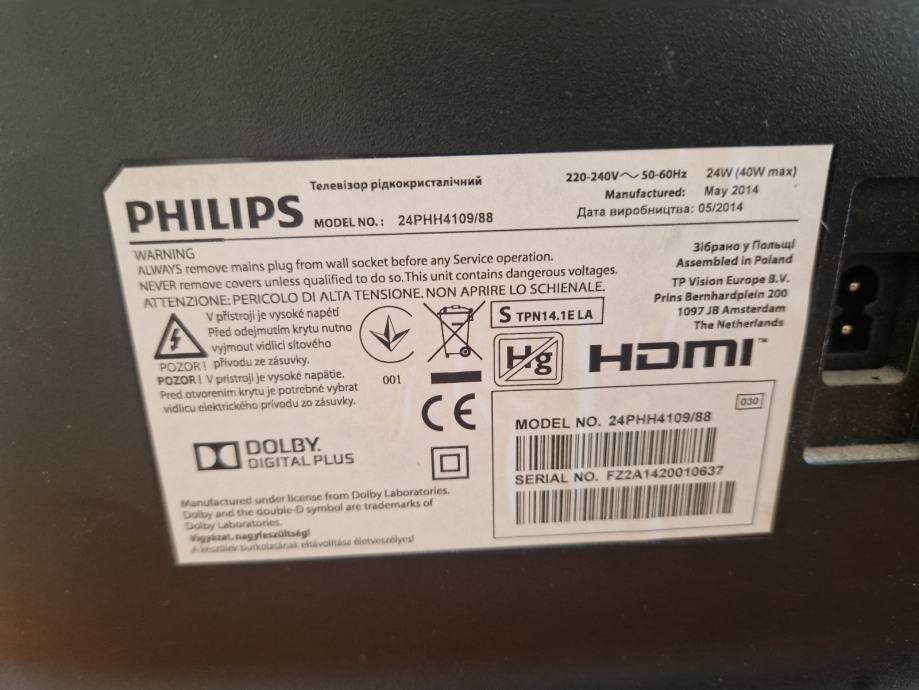 Телевізор рідкокристалічний
PHILIPS MODEL NO.: 24PHH4109/88
220-240V～50-60Hz 24W (40W max)
Manufactured: May 2014
Дата виробництва: 05/2014
WARNING
ALWAYS remove mains plug from wall socket before any Service operation.
NEVER remove covers unless qualified to do so. This unit contains dangerous voltages.
ATTENZIONE: PERICOLO DI ALTA TENSIONE. NON APRIRE LO SCHIENALE.
Зібрано у Польщі
Assembled in Poland
TP Vision Europe B.V.
Prins Bernhardplein 200
1097 JB Amsterdam
The Netherlands
V přístroji je vysoké napětí
Před odejmutím krytu nutno
vyjmout vidlici síťového
POZOR! přívodu ze zásuvky.
POZOR! V prístroji je vysoké napätie.
Pred otvorením krytu je potrebné vybrat
vidlicu elektrického prívodu zo zásuvky.
001
S TPN14.1E LA
Hg
HDMI™
CE
DOLBY.
DIGITAL PLUS
030
MODEL NO. 24PHH4109/88
SERIAL NO. FZ2A1420010637
Manufactured under license from Dolby Laboratories.
Dolby and the double-D symbol are trademarks of
Dolby Laboratories.
Vigyázat, nagyfeszültség!
A készülék burkolatának eltávolítása életveszélyes!